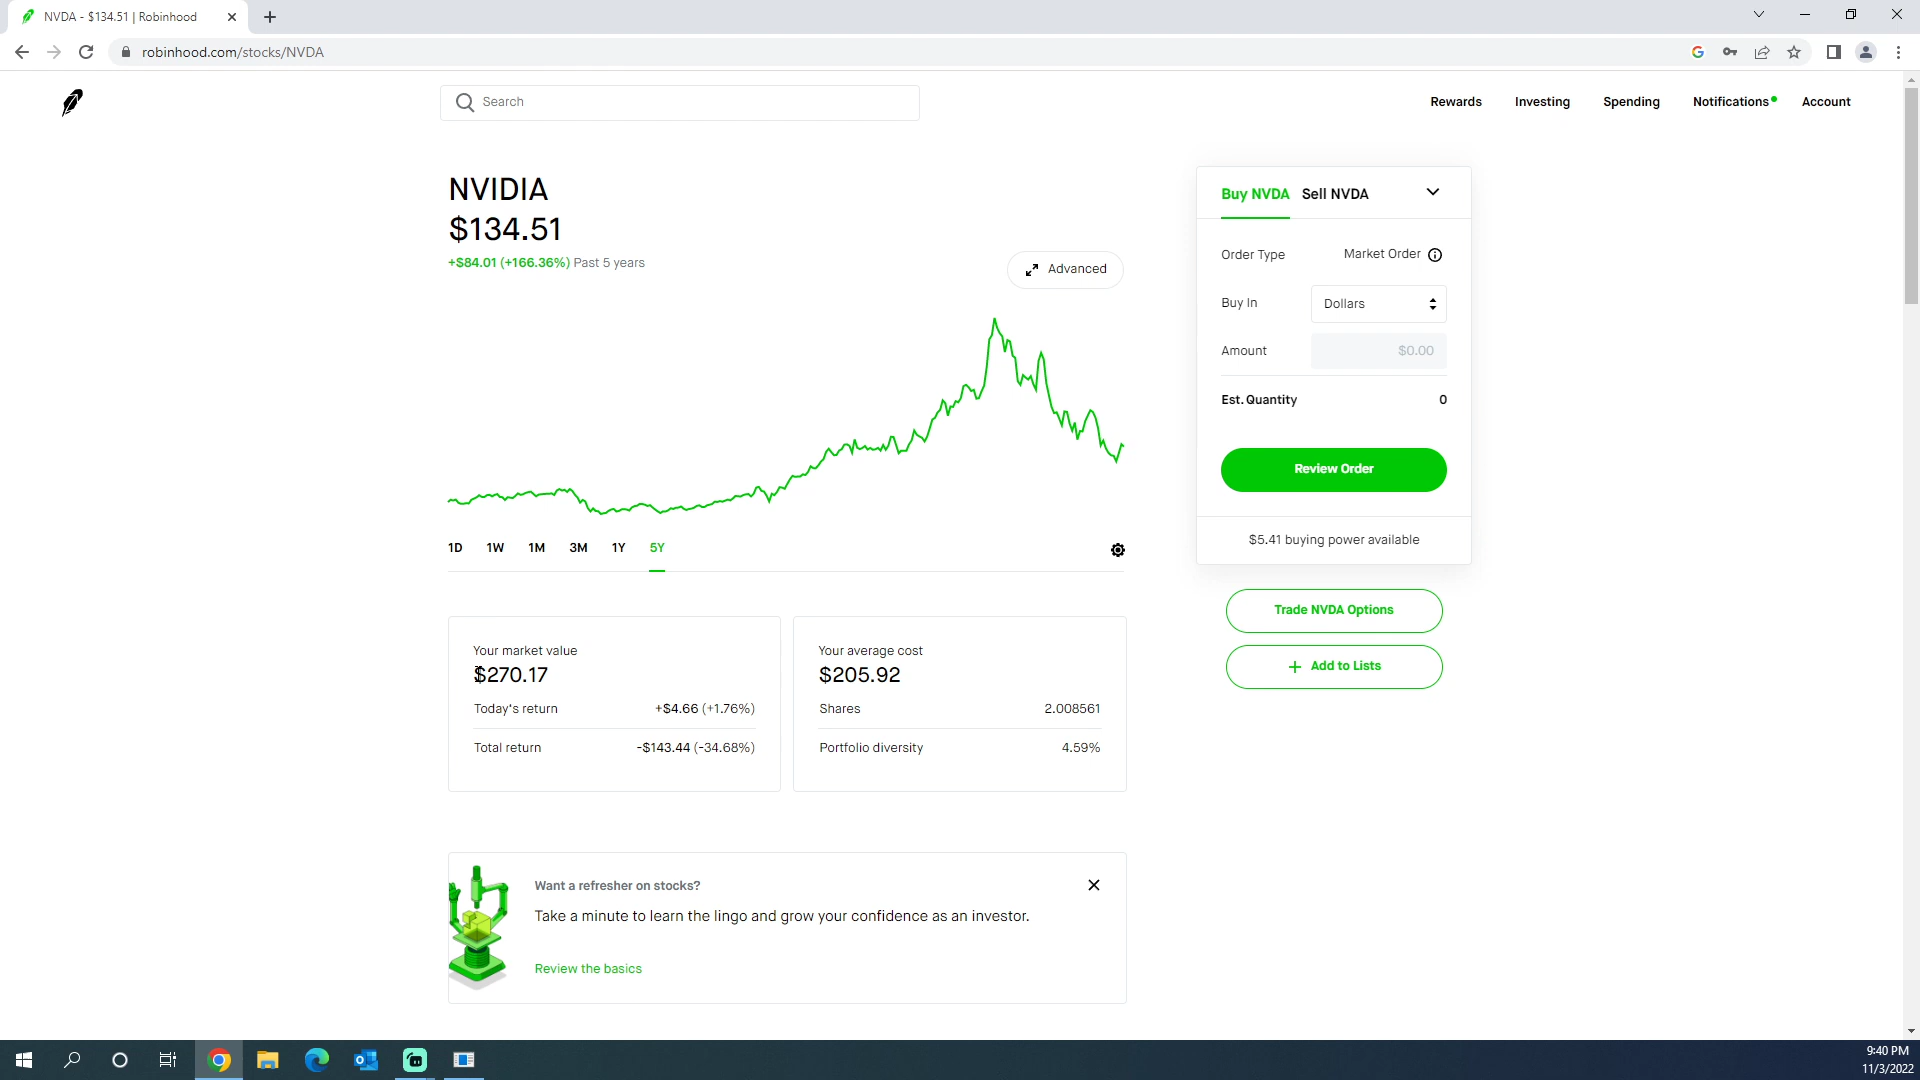 NVDA - $134.51 | Robinhood
robinhood.com/stocks/NVDA
Search
Rewards
Investing
Spending
Notifications
Account
NVIDIA
$134.51
+$84.01 (+166.36%) Past 5 years
Advanced
1D
1W
1M
3M
1Y
5Y
Buy NVDA
Sell NVDA
Order Type
Market Order
Buy In
Dollars
Amount
$0.00
Est. Quantity
0
Review Order
$5.41 buying power available
Trade NVDA Options
Add to Lists
Your market value
$270.17
Today's return
+$4.66 (+1.76%)
Total return
-$143.44 (-34.68%)
Your average cost
$205.92
Shares
2.008561
Portfolio diversity
4.59%
Want a refresher on stocks?
Take a minute to learn the lingo and grow your confidence as an investor.
Review the basics
9:40 PM
11/3/2022